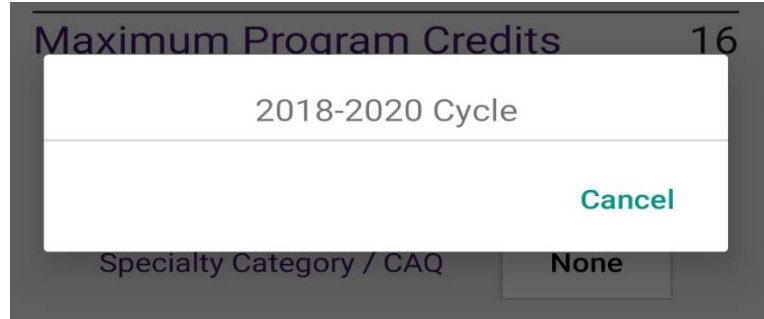 Maximum Program Credits 16
2018-2020 Cycle
Cancel
Specialty Category / CAQ None